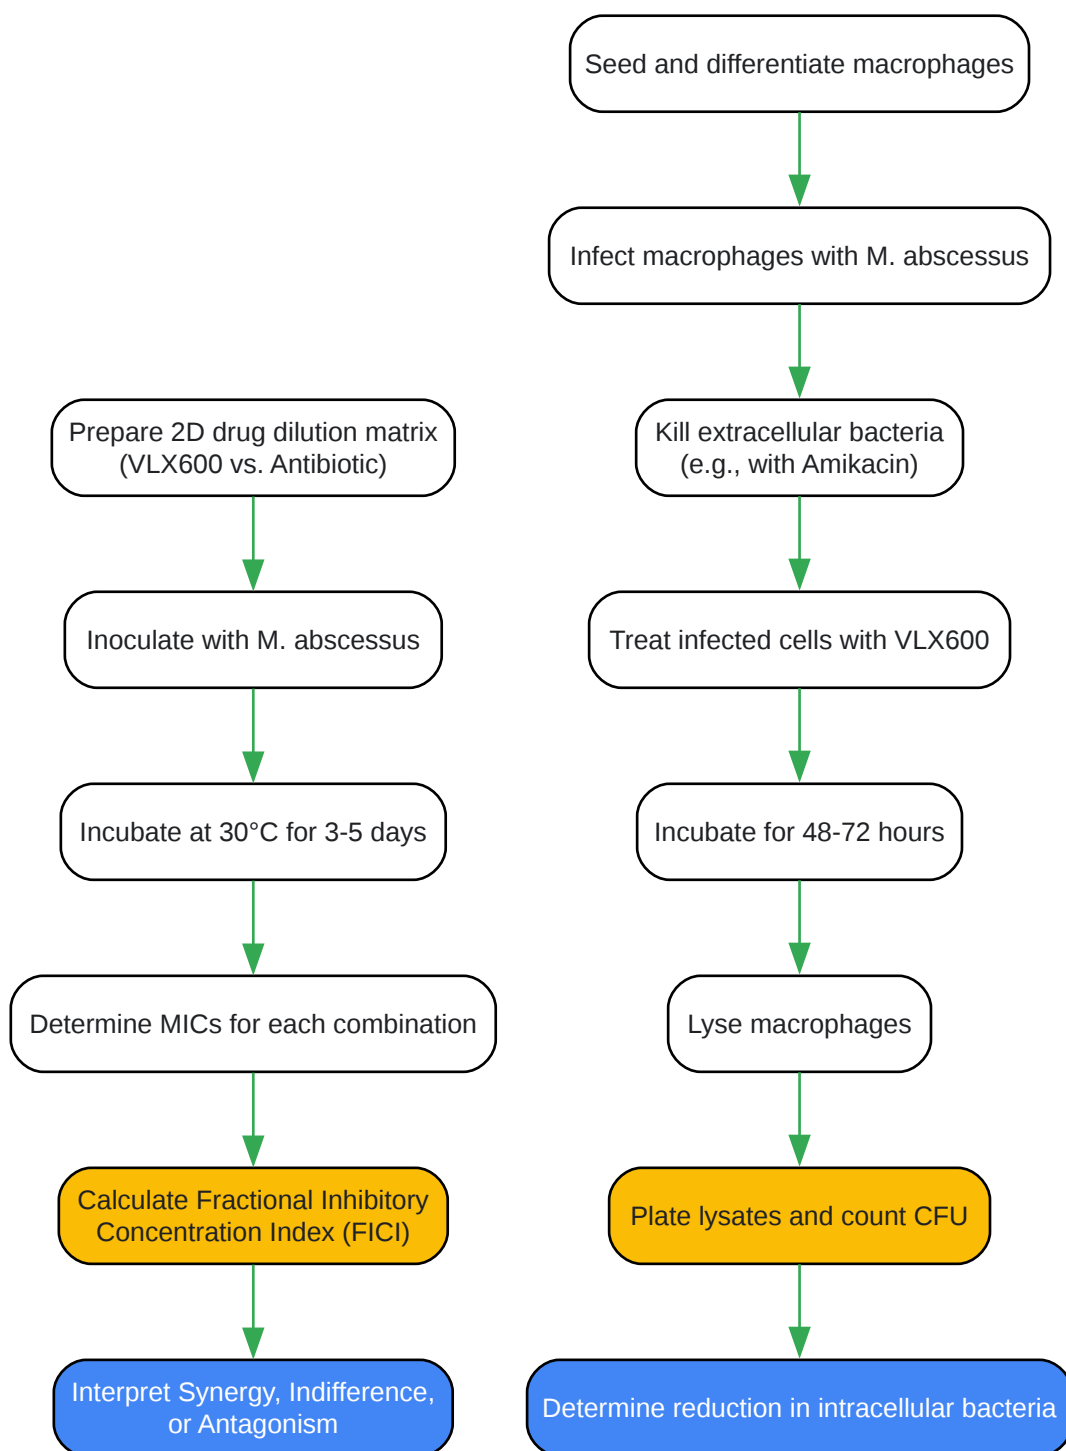 Prepare 2D drug dilution matrix
(VLX600 vs. Antibiotic)
Inoculate with M. abscessus
Incubate at 30°C for 3-5 days
Determine MICs for each combination
Calculate Fractional Inhibitory
Concentration Index (FICI)
Interpret Synergy, Indifference,
or Antagonism
Seed and differentiate macrophages
Infect macrophages with M. abscessus
Kill extracellular bacteria
(e.g., with Amikacin)
Treat infected cells with VLX600
Incubate for 48-72 hours
Lyse macrophages
Plate lysates and count CFU
Determine reduction in intracellular bacteria